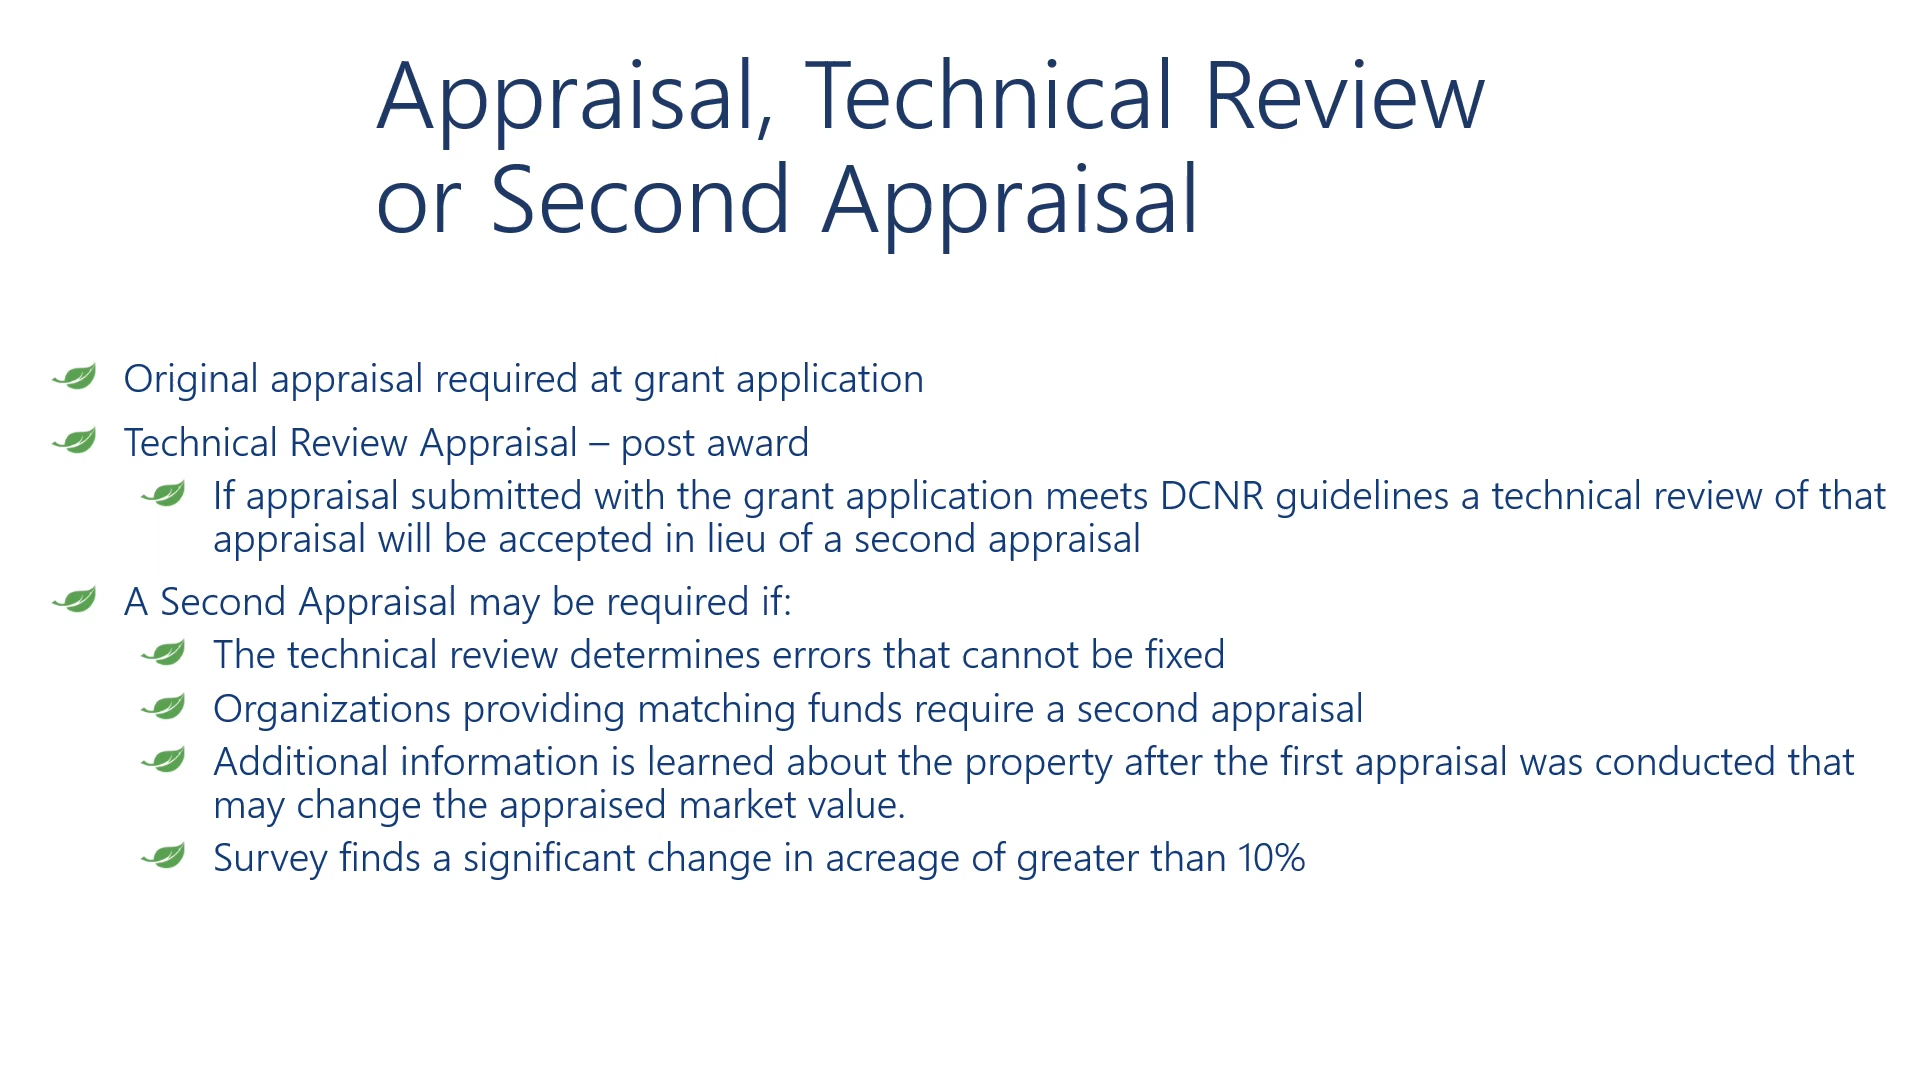 Appraisal, Technical Review
or Second Appraisal
Original appraisal required at grant application
Technical Review Appraisal – post award
If appraisal submitted with the grant application meets DCNR guidelines a technical review of that
appraisal will be accepted in lieu of a second appraisal
A Second Appraisal may be required if:
The technical review determines errors that cannot be fixed
Organizations providing matching funds require a second appraisal
Additional information is learned about the property after the first appraisal was conducted that
may change the appraised market value.
Survey finds a significant change in acreage of greater than 10%